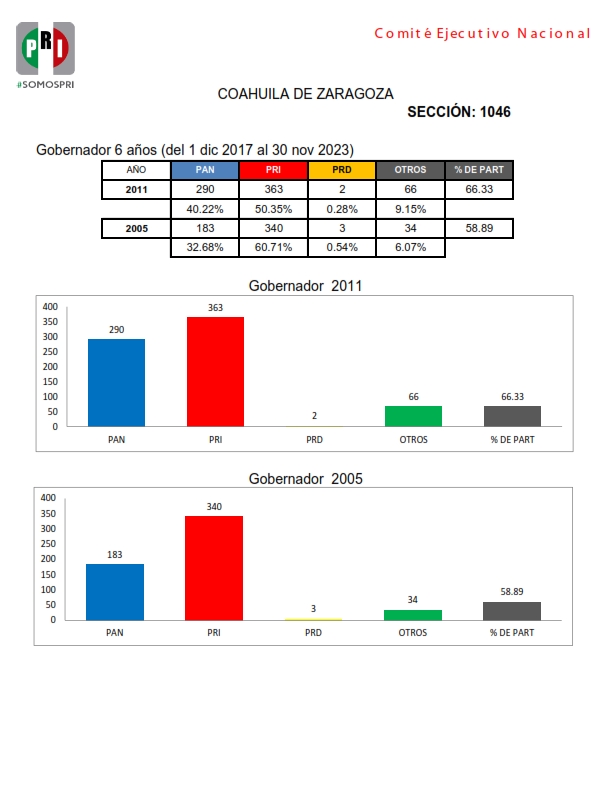 PRI
#SOMOSPRI
Comité Ejecutivo Nacional
COAHUILA DE ZARAGOZA
SECCIÓN: 1046
Gobernador 6 años (del 1 dic 2017 al 30 nov 2023)
AÑO PAN PRI PRD OTROS % DE PART
2011 290 363 2 66 66.33
40.22% 50.35% 0.28% 9.15%
2005 183 340 3 34 58.89
32.68% 60.71% 0.54% 6.07%
Gobernador 2011
400
350
300
250
200
150
100
50
0
290 363 2 66 66.33
PAN PRI PRD OTROS % DE PART
Gobernador 2005
400
350
300
250
200
150
100
50
0
183 340 3 34 58.89
PAN PRI PRD OTROS % DE PART